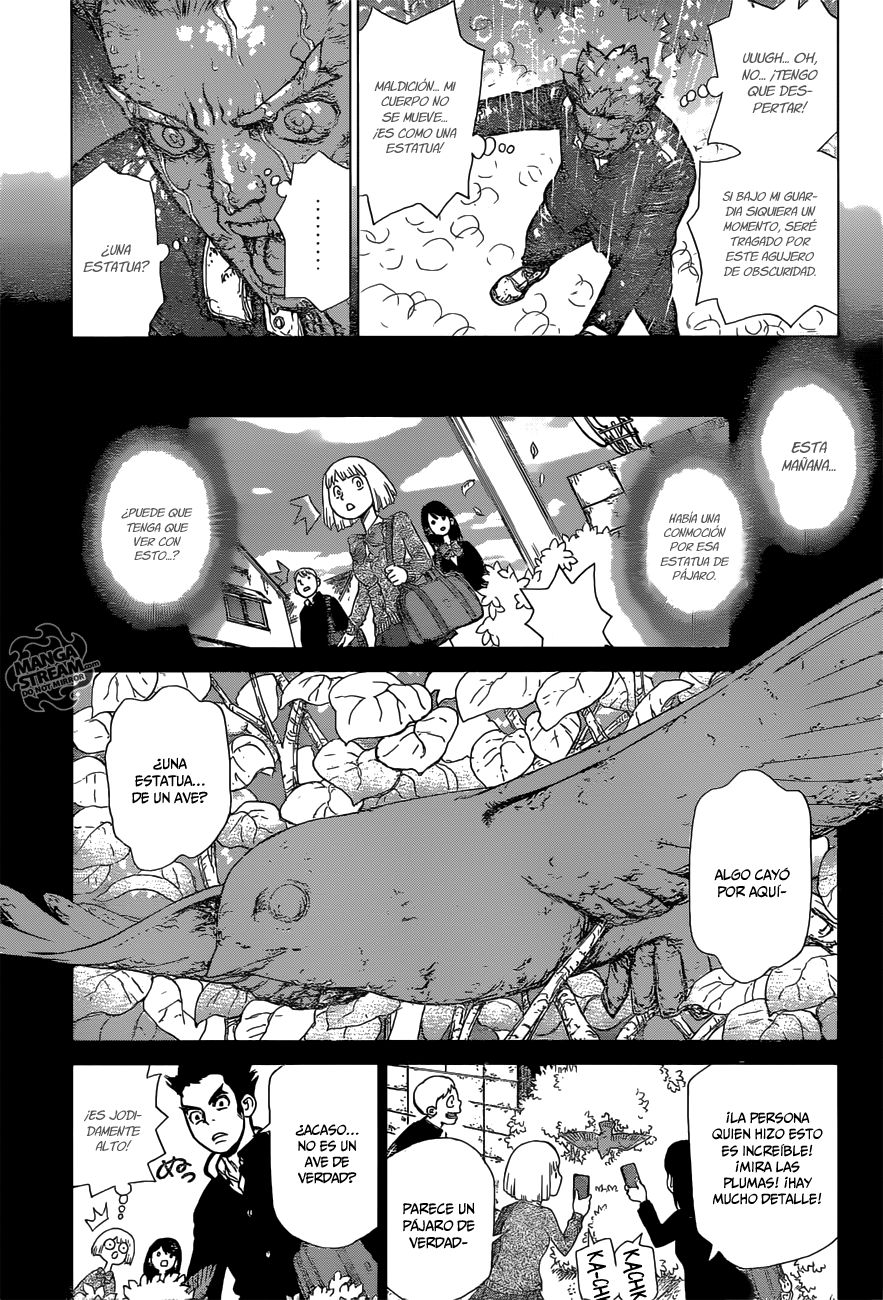 UUUGH... OH,
NO... ¡TENGO
QUE DES-
PERTAR!
SI BAJO MI GUAR-
DIA SIQUIERA UN
MOMENTO, SERÉ
TRAGADO POR
ESTE AGUJERO
DE OBSCURIDAD.
MALDICIÓN... MI
CUERPO NO
SE MUEVE...
¡ES COMO UNA
ESTATUA!
........
¿UNA
ESTATUA?
ESTA
MAÑANA...
HABÍA UNA
CONMOCIÓN
POR ESA
ESTATUA DE
PÁJARO.
¿PUEDE QUE
TENGA QUE
VER CON
ESTO...?
MANGA
STREAM.com
DO NOT MIRROR
¿UNA
ESTATUA...
DE UN AVE?
ALGO CAYÓ
POR AQUÍ-
¡LA PERSONA
QUIEN HIZO ESTO
ES INCREÍBLE!
¡MIRA LAS
PLUMAS! ¡HAY
MUCHO DETALLE!
PARECE UN
PÁJARO DE
VERDAD-
KACHK
KA-CHK
¿ACASO...
NO ES UN
AVE DE
VERDAD?
ぬっ
¡ES JODI-
DAMENTE
ALTO!